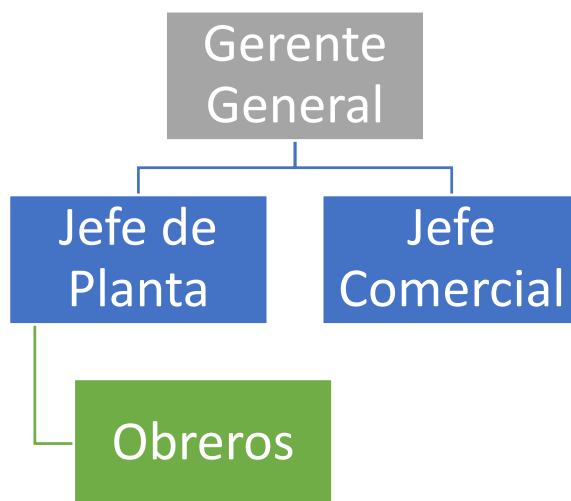 Gerente
General
Jefe de
Planta
Jefe
Comercial
Obreros